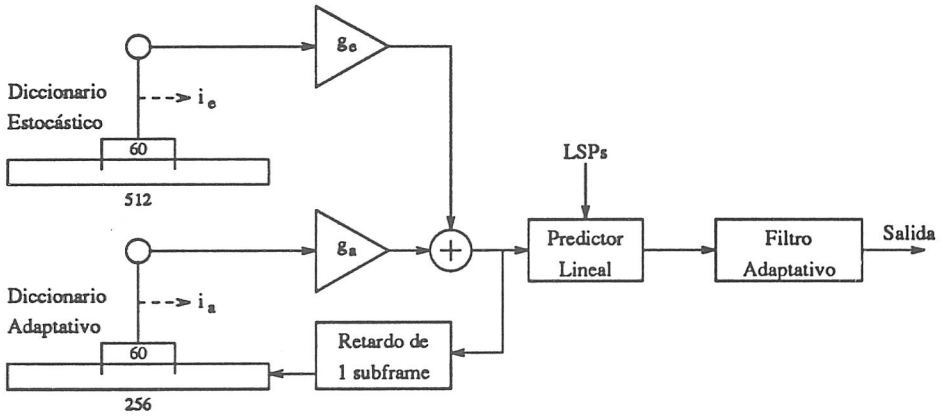 g_e
Diccionario
Estocástico
i_e
60
512
LSPs
g_a
Predictor
Lineal
Filtro
Adaptativo
Salida
Diccionario
Adaptativo
i_a
60
256
Retardo de
1 subframe